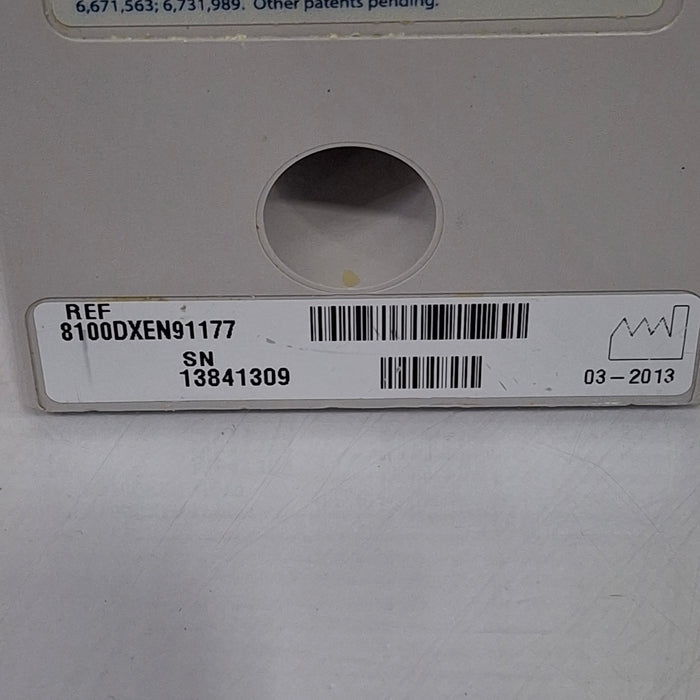 6,671,563; 6,731,989. Other patents pending.
REF
8100DXEN91177
SN
13841309
03-2013